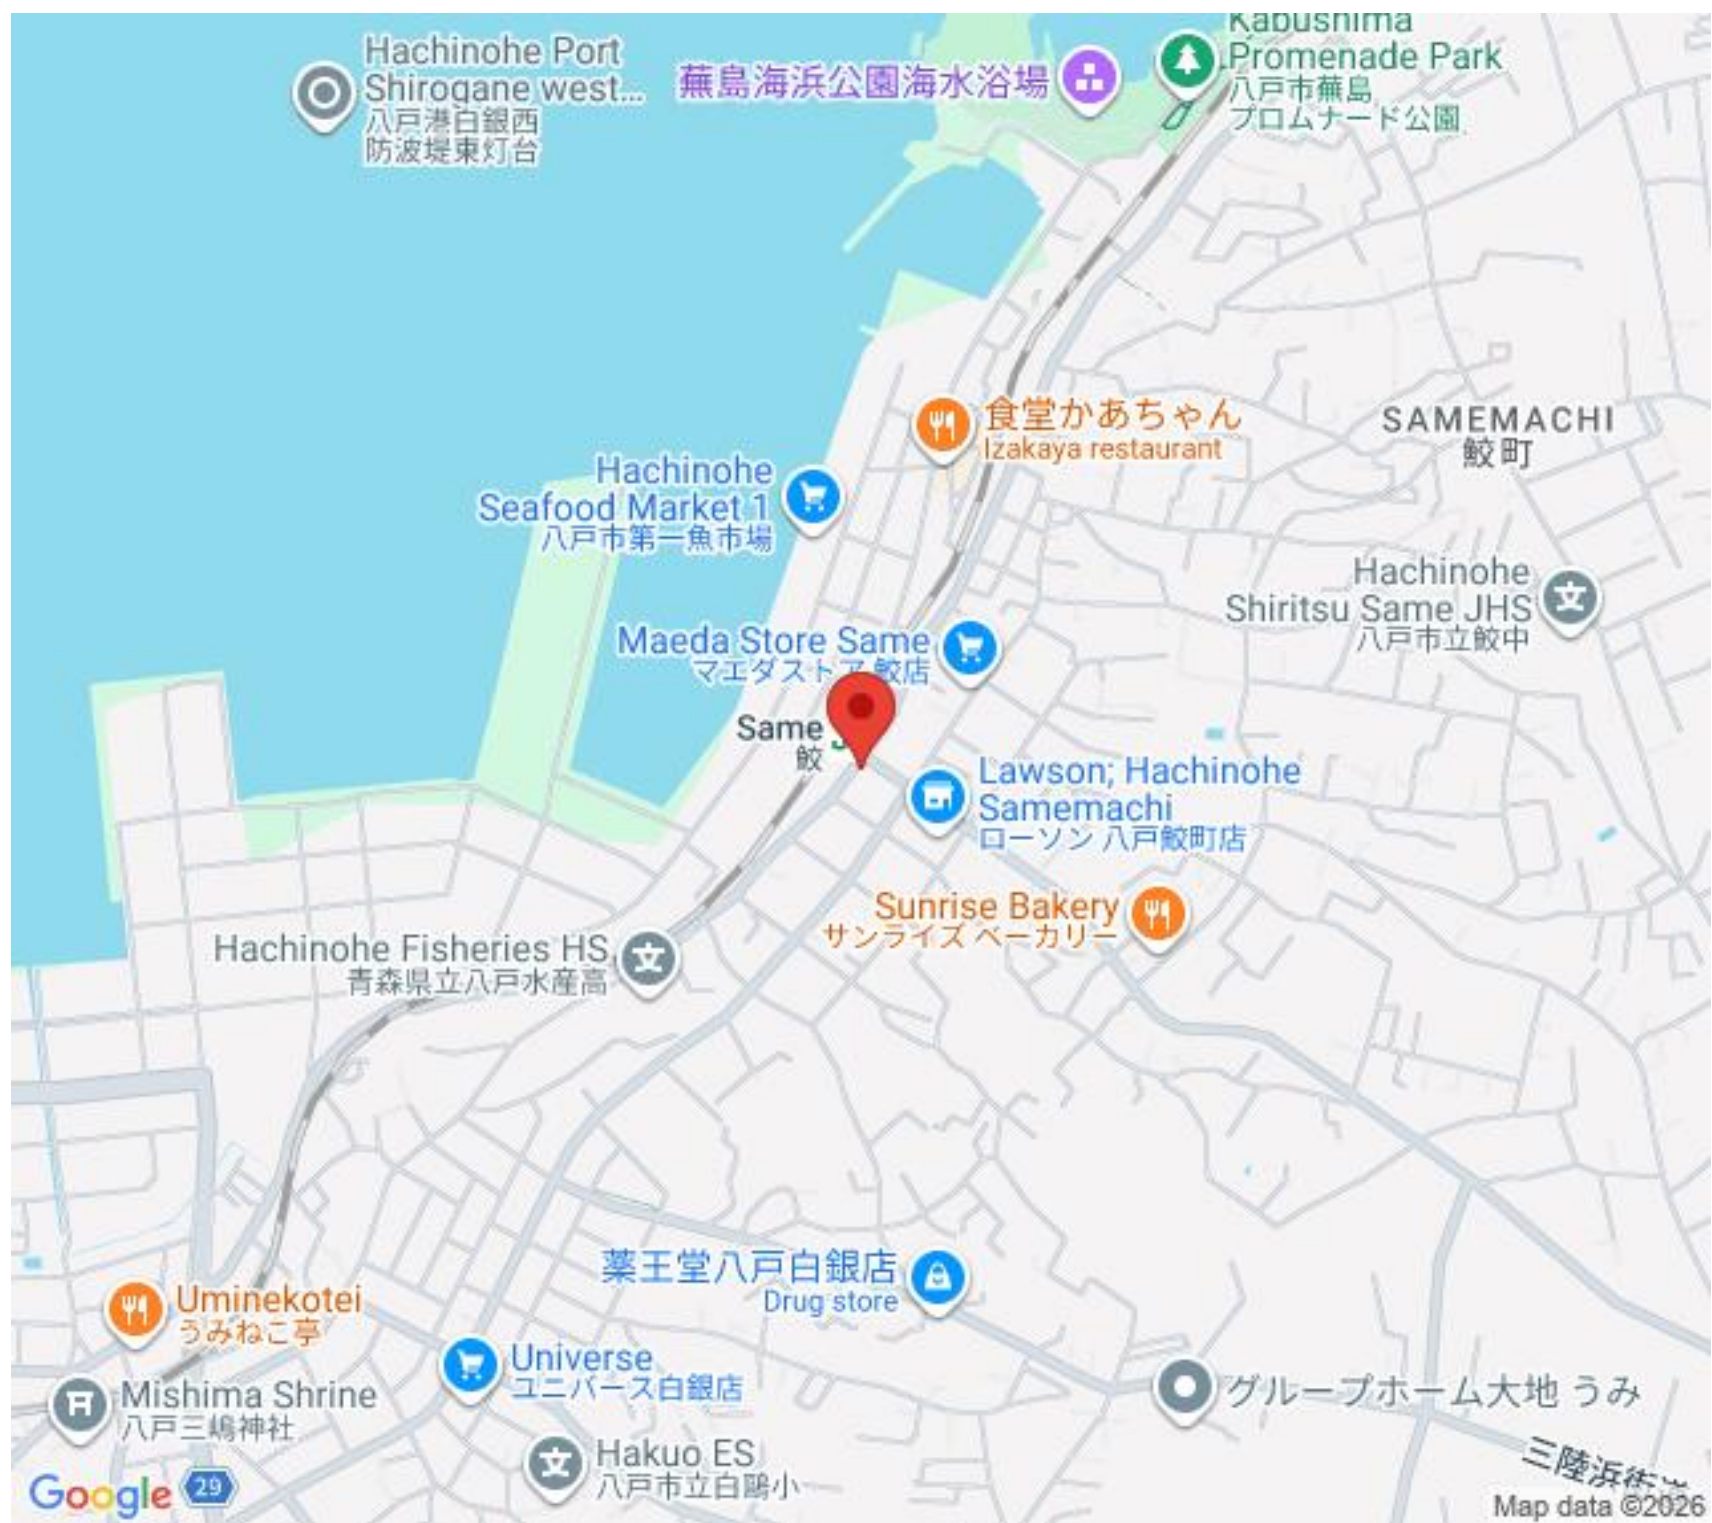 Hachinohe Port
Shirogane west...
八戸港白銀西
防波堤東灯台
蕪島海浜公園海水浴場
Kabushima
Promenade Park
八戸市蕪島
プロムナード公園
食堂かあちゃん
Izakaya restaurant
SAMEMACHI
鮫町
Hachinohe
Seafood Market 1
八戸市第一魚市場
Hachinohe
Shiritsu Same JHS
八戸市立鮫中
Maeda Store Same
マエダストア 鮫店
Same
鮫
Lawson; Hachinohe
Samemachi
ローソン 八戸鮫町店
Sunrise Bakery
サンライズ ベーカリー
Hachinohe Fisheries HS
青森県立八戸水産高
薬王堂八戸白銀店
Drug store
Uminekotei
うみねこ亭
Universe
ユニバース白銀店
Mishima Shrine
八戸三嶋神社
グループホーム大地 うみ
Hakuo ES
八戸市立白鷗小
三陸浜街道
Google
29
Map data ©2026